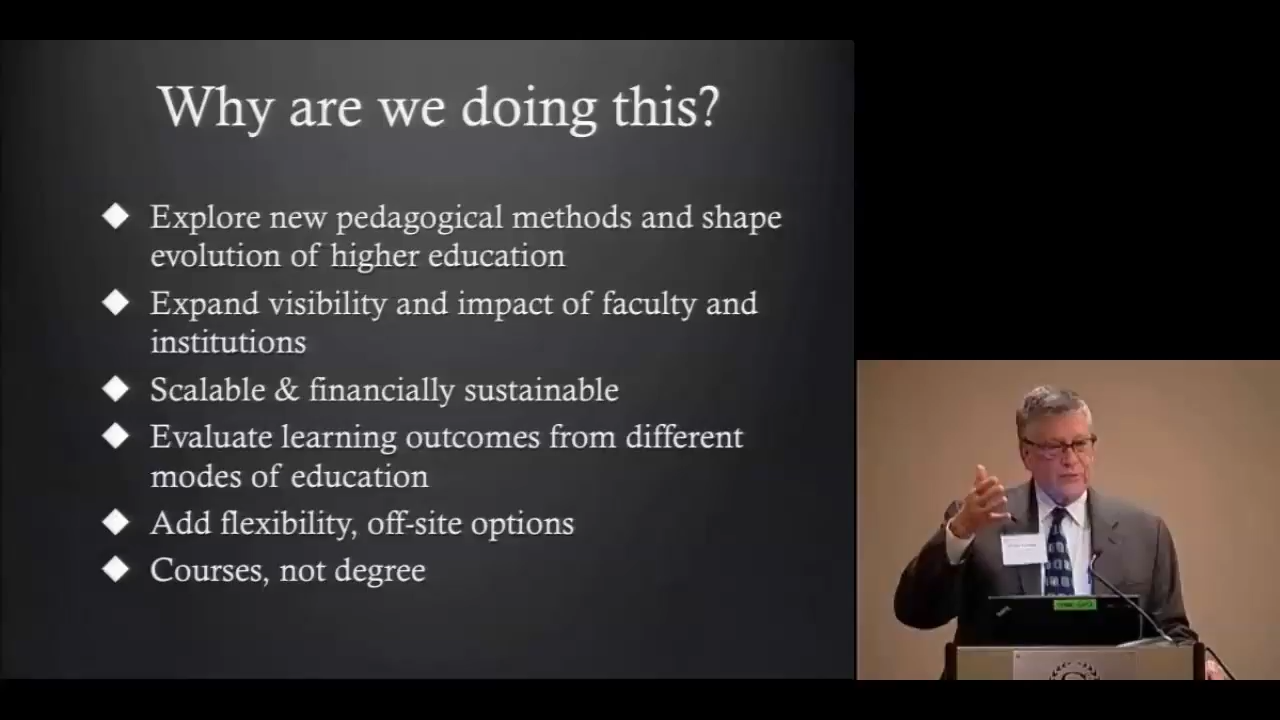 Why are we doing this?
Explore new pedagogical methods and shape
evolution of higher education
Expand visibility and impact of faculty and
institutions
Scalable & financially sustainable
Evaluate learning outcomes from different
modes of education
Add flexibility, off-site options
Courses, not degree